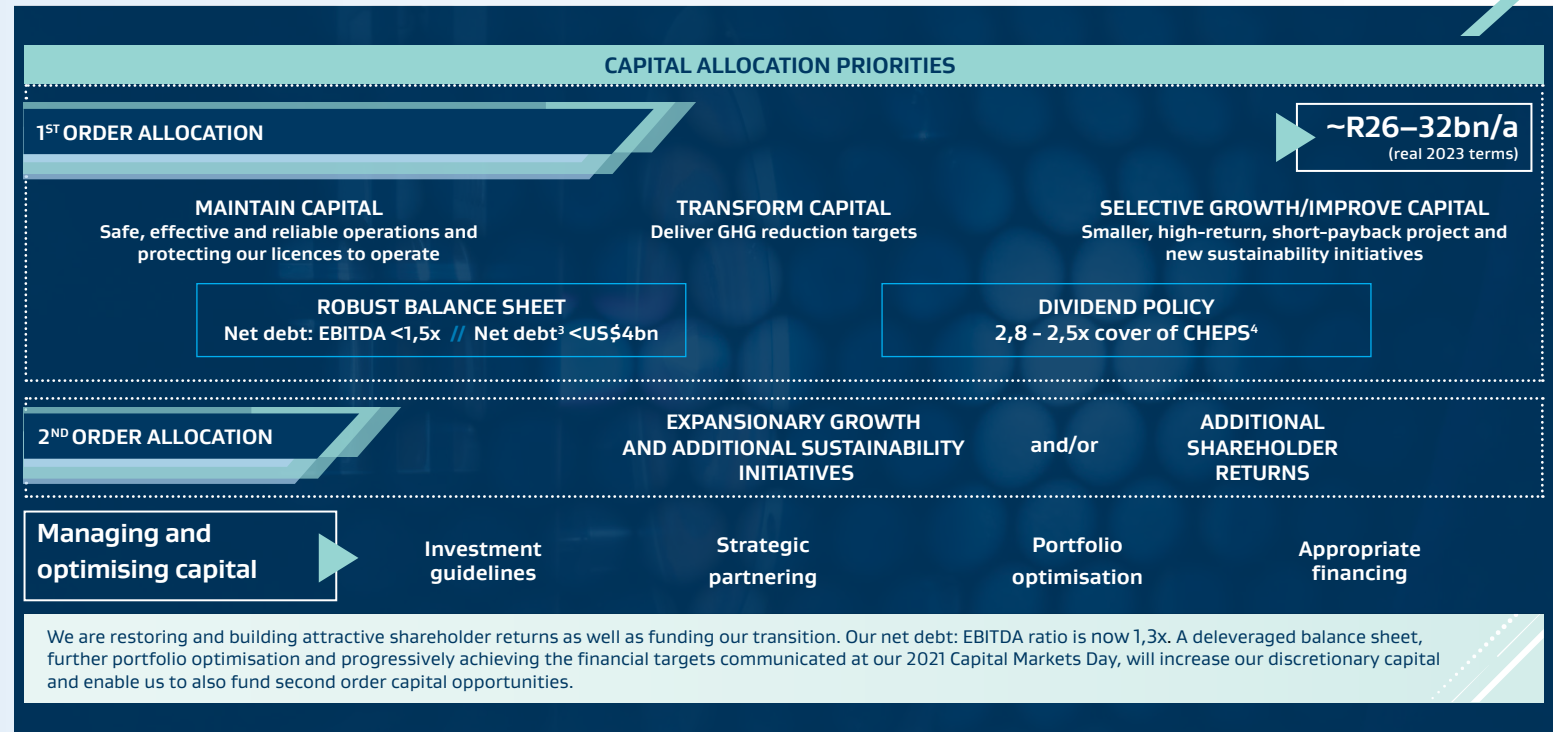 CAPITAL ALLOCATION PRIORITIES
1ST ORDER ALLOCATION
~R26–32bn/a
(real 2023 terms)
MAINTAIN CAPITAL
Safe, effective and reliable operations and
protecting our licences to operate
TRANSFORM CAPITAL
Deliver GHG reduction targets
SELECTIVE GROWTH/IMPROVE CAPITAL
Smaller, high-return, short-payback project and
new sustainability initiatives
ROBUST BALANCE SHEET
Net debt: EBITDA <1,5x // Net debt³ <US$4bn
DIVIDEND POLICY
2,8 – 2,5x cover of CHEPS⁴
2ND ORDER ALLOCATION
EXPANSIONARY GROWTH
AND ADDITIONAL SUSTAINABILITY
INITIATIVES
and/or
ADDITIONAL
SHAREHOLDER
RETURNS
Managing and
optimising capital
Investment
guidelines
Strategic
partnering
Portfolio
optimisation
Appropriate
financing
We are restoring and building attractive shareholder returns as well as funding our transition. Our net debt: EBITDA ratio is now 1,3x. A deleveraged balance sheet,
further portfolio optimisation and progressively achieving the financial targets communicated at our 2021 Capital Markets Day, will increase our discretionary capital
and enable us to also fund second order capital opportunities.